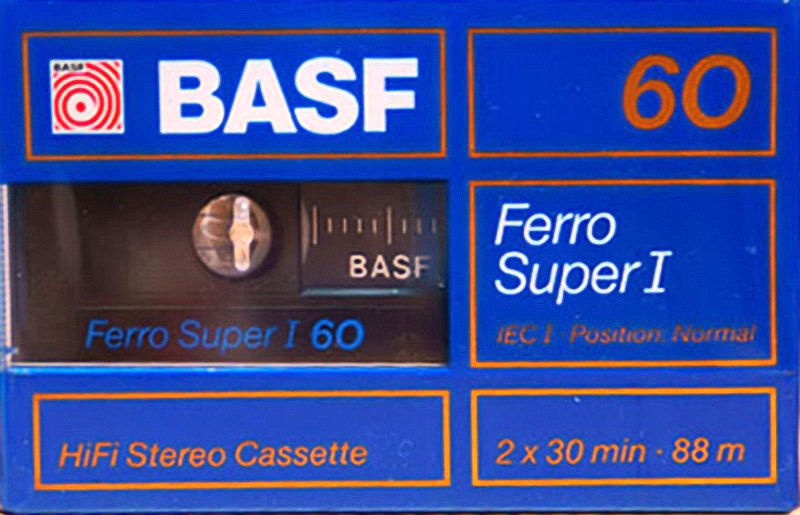 BASF
BASF
60
BASF
Ferro Super I 60
Ferro
Super I
IEC I · Position: Normal
HiFi Stereo Cassette
2 x 30 min · 88 m